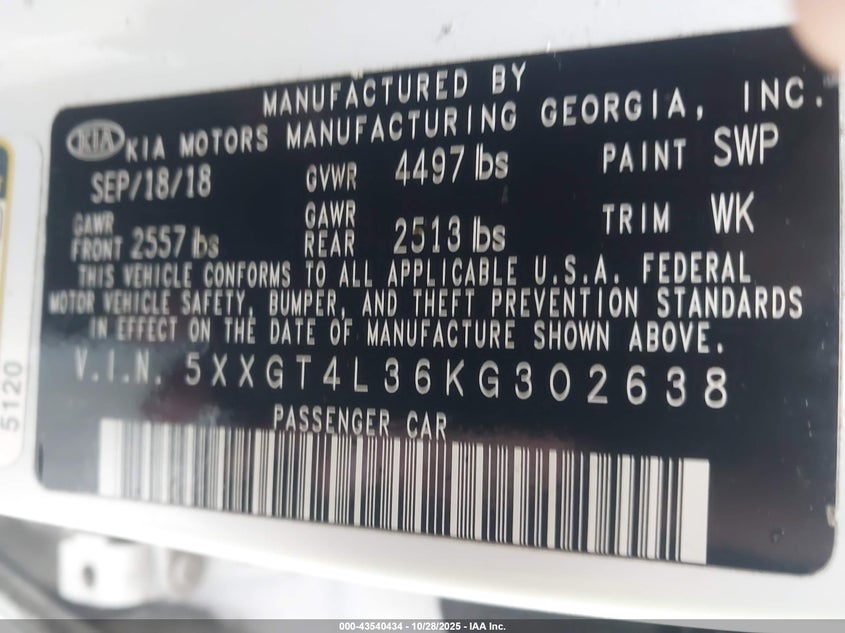 MANUFACTURED BY
KIA KIA MOTORS MANUFACTURING GEORGIA, INC.
SEP/18/18 GVWR 4497 lbs PAINT SWP
GAWR FRONT 2557 lbs GAWR REAR 2513 lbs TRIM WK
THIS VEHICLE CONFORMS TO ALL APPLICABLE U.S.A. FEDERAL
MOTOR VEHICLE SAFETY, BUMPER, AND THEFT PREVENTION STANDARDS
IN EFFECT ON THE DATE OF MANUFACTURE SHOWN ABOVE.
V.I.N. 5XXGT4L36KG302638
PASSENGER CAR
5120
000-43540434 - 10/28/2025 - IAA Inc.